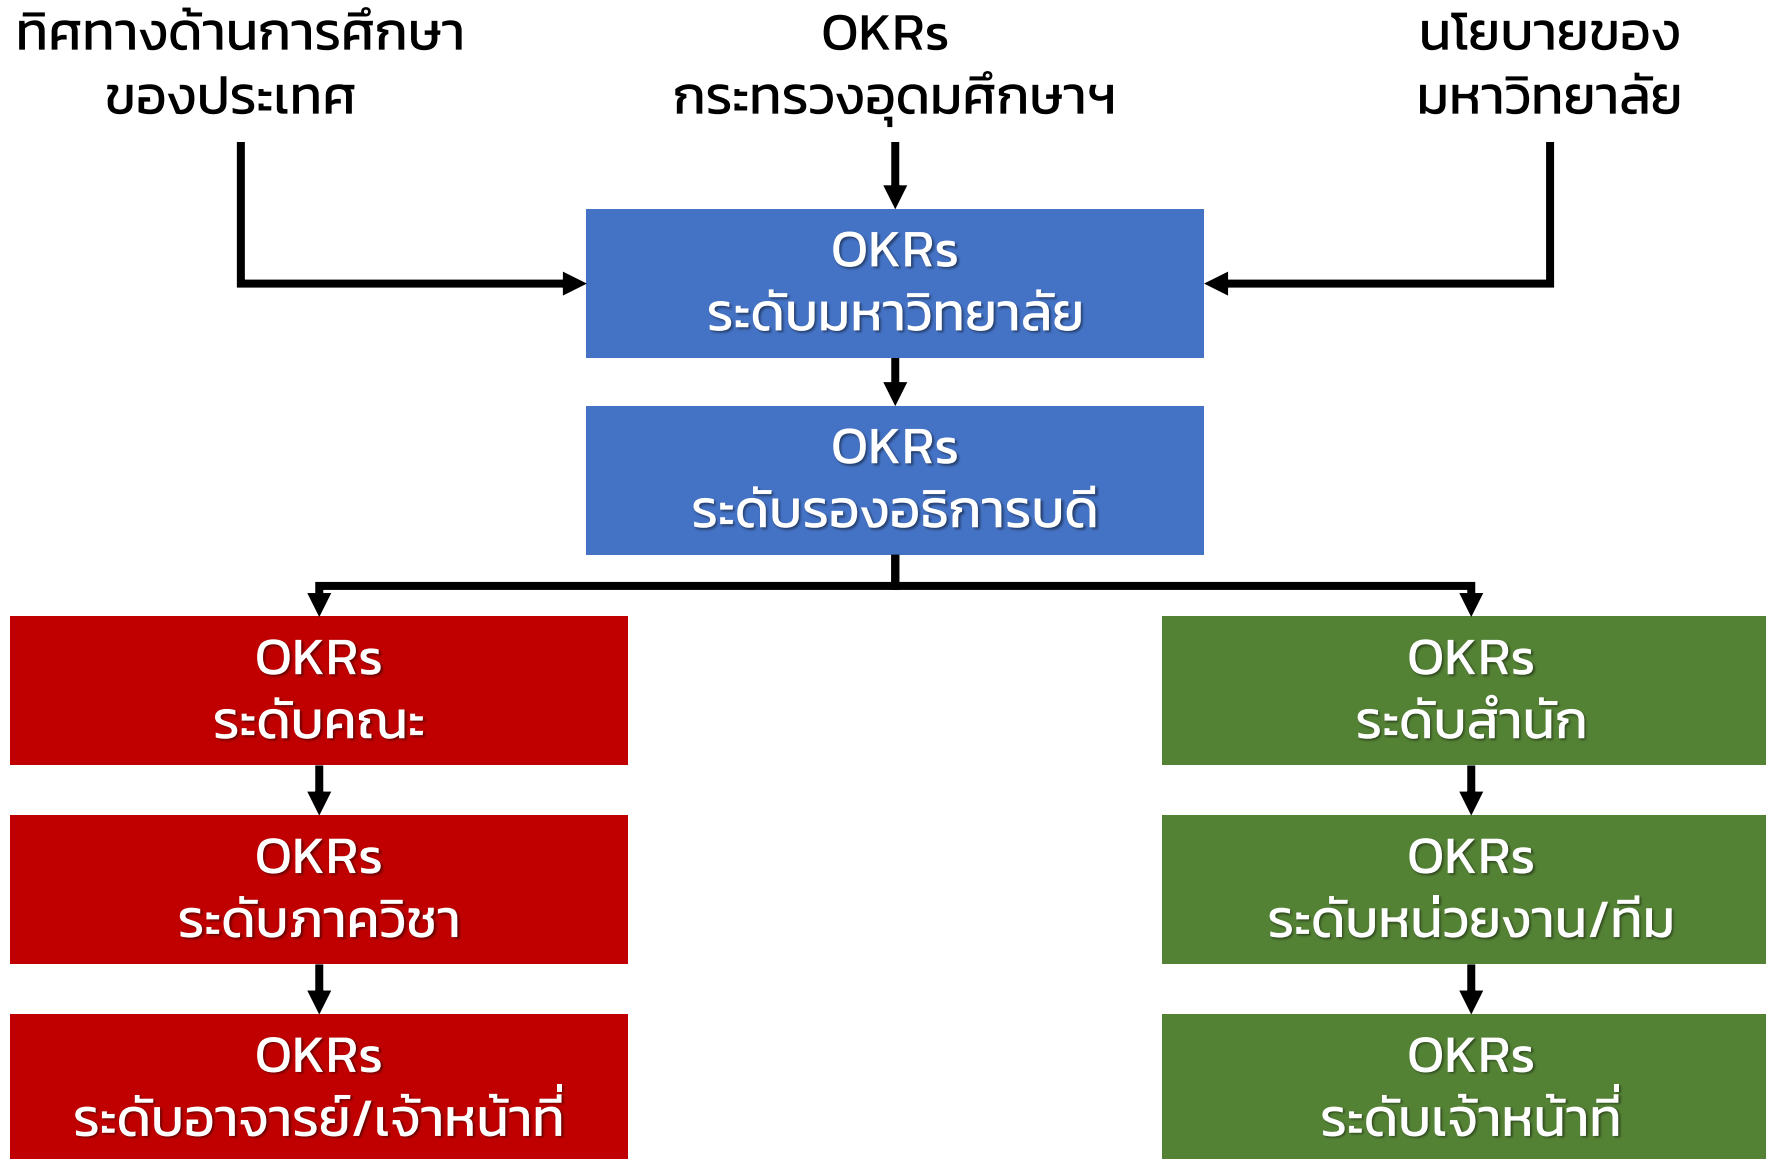 ทิศทางด้านการศึกษา
ของประเทศ
OKRs
กระทรวงอุดมศึกษาฯ
นโยบายของ
มหาวิทยาลัย
OKRs
ระดับมหาวิทยาลัย
OKRs
ระดับรองอธิการบดี
OKRs
ระดับคณะ
OKRs
ระดับสำนัก
OKRs
ระดับภาควิชา
OKRs
ระดับหน่วยงาน/ทีม
OKRs
ระดับอาจารย์/เจ้าหน้าที่
OKRs
ระดับเจ้าหน้าที่